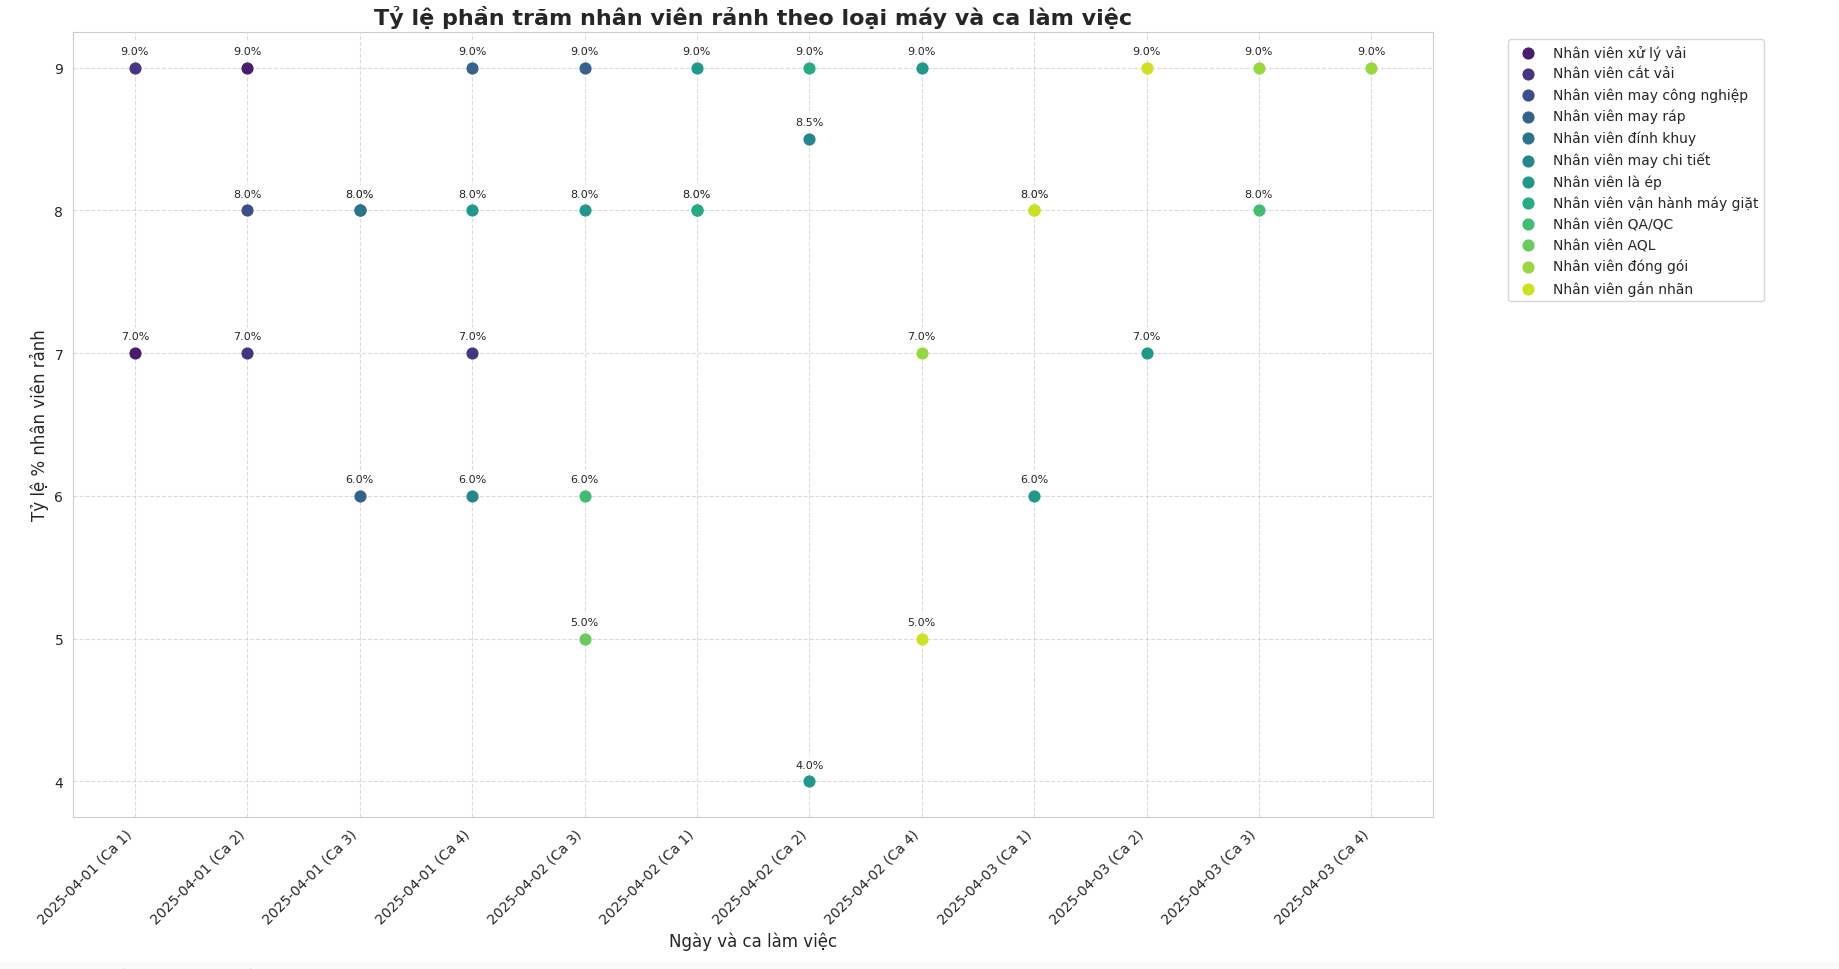 Tỷ lệ phần trăm nhân viên rảnh theo loại máy và ca làm việc
9.0% 9.0% 9.0% 9.0% 9.0% 9.0% 9.0% 9.0% 9.0% 9.0%
8.5%
8.0% 8.0% 8.0% 8.0% 8.0% 8.0% 8.0%
7.0% 7.0% 7.0% 7.0% 7.0%
6.0% 6.0% 6.0% 6.0%
5.0% 5.0%
4.0%
9
8
7
6
5
4
Tỷ lệ % nhân viên rảnh
2025-04-01 (Ca 1)
2025-04-01 (Ca 2)
2025-04-01 (Ca 3)
2025-04-01 (Ca 4)
2025-04-02 (Ca 3)
2025-04-02 (Ca 1)
2025-04-02 (Ca 2)
2025-04-02 (Ca 4)
2025-04-03 (Ca 1)
2025-04-03 (Ca 2)
2025-04-03 (Ca 3)
2025-04-03 (Ca 4)
Ngày và ca làm việc
Nhân viên xử lý vải
Nhân viên cắt vải
Nhân viên may công nghiệp
Nhân viên may ráp
Nhân viên đính khuy
Nhân viên may chi tiết
Nhân viên là ép
Nhân viên vận hành máy giặt
Nhân viên QA/QC
Nhân viên AQL
Nhân viên đóng gói
Nhân viên gắn nhãn